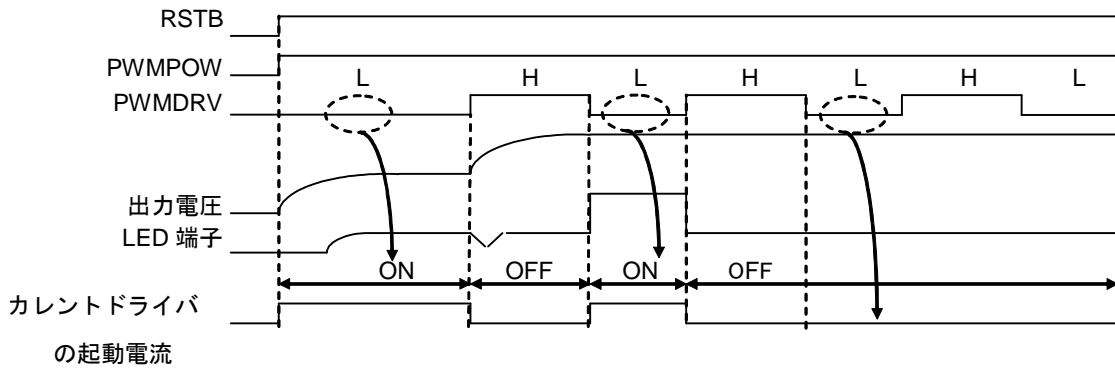 RSTB
PWMPOW
L H L H L H L
PWMDRV
出力電圧
LED 端子
ON OFF ON OFF
カレントドライバ
の起動電流